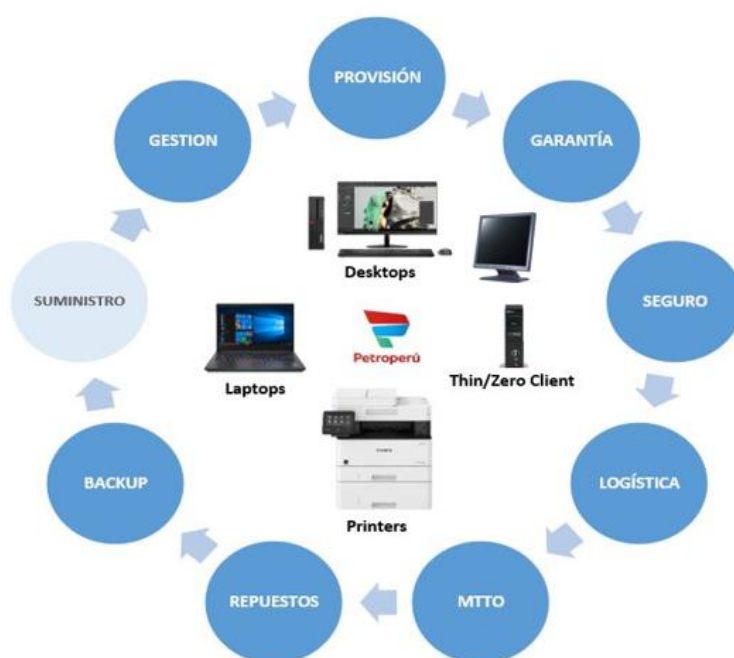 PROVISIÓN
GARANTÍA
SEGURO
LOGÍSTICA
MTTO
REPUESTOS
BACKUP
SUMINISTRO
GESTION
Desktops
Laptops
Petroperú
Thin/Zero Client
Printers